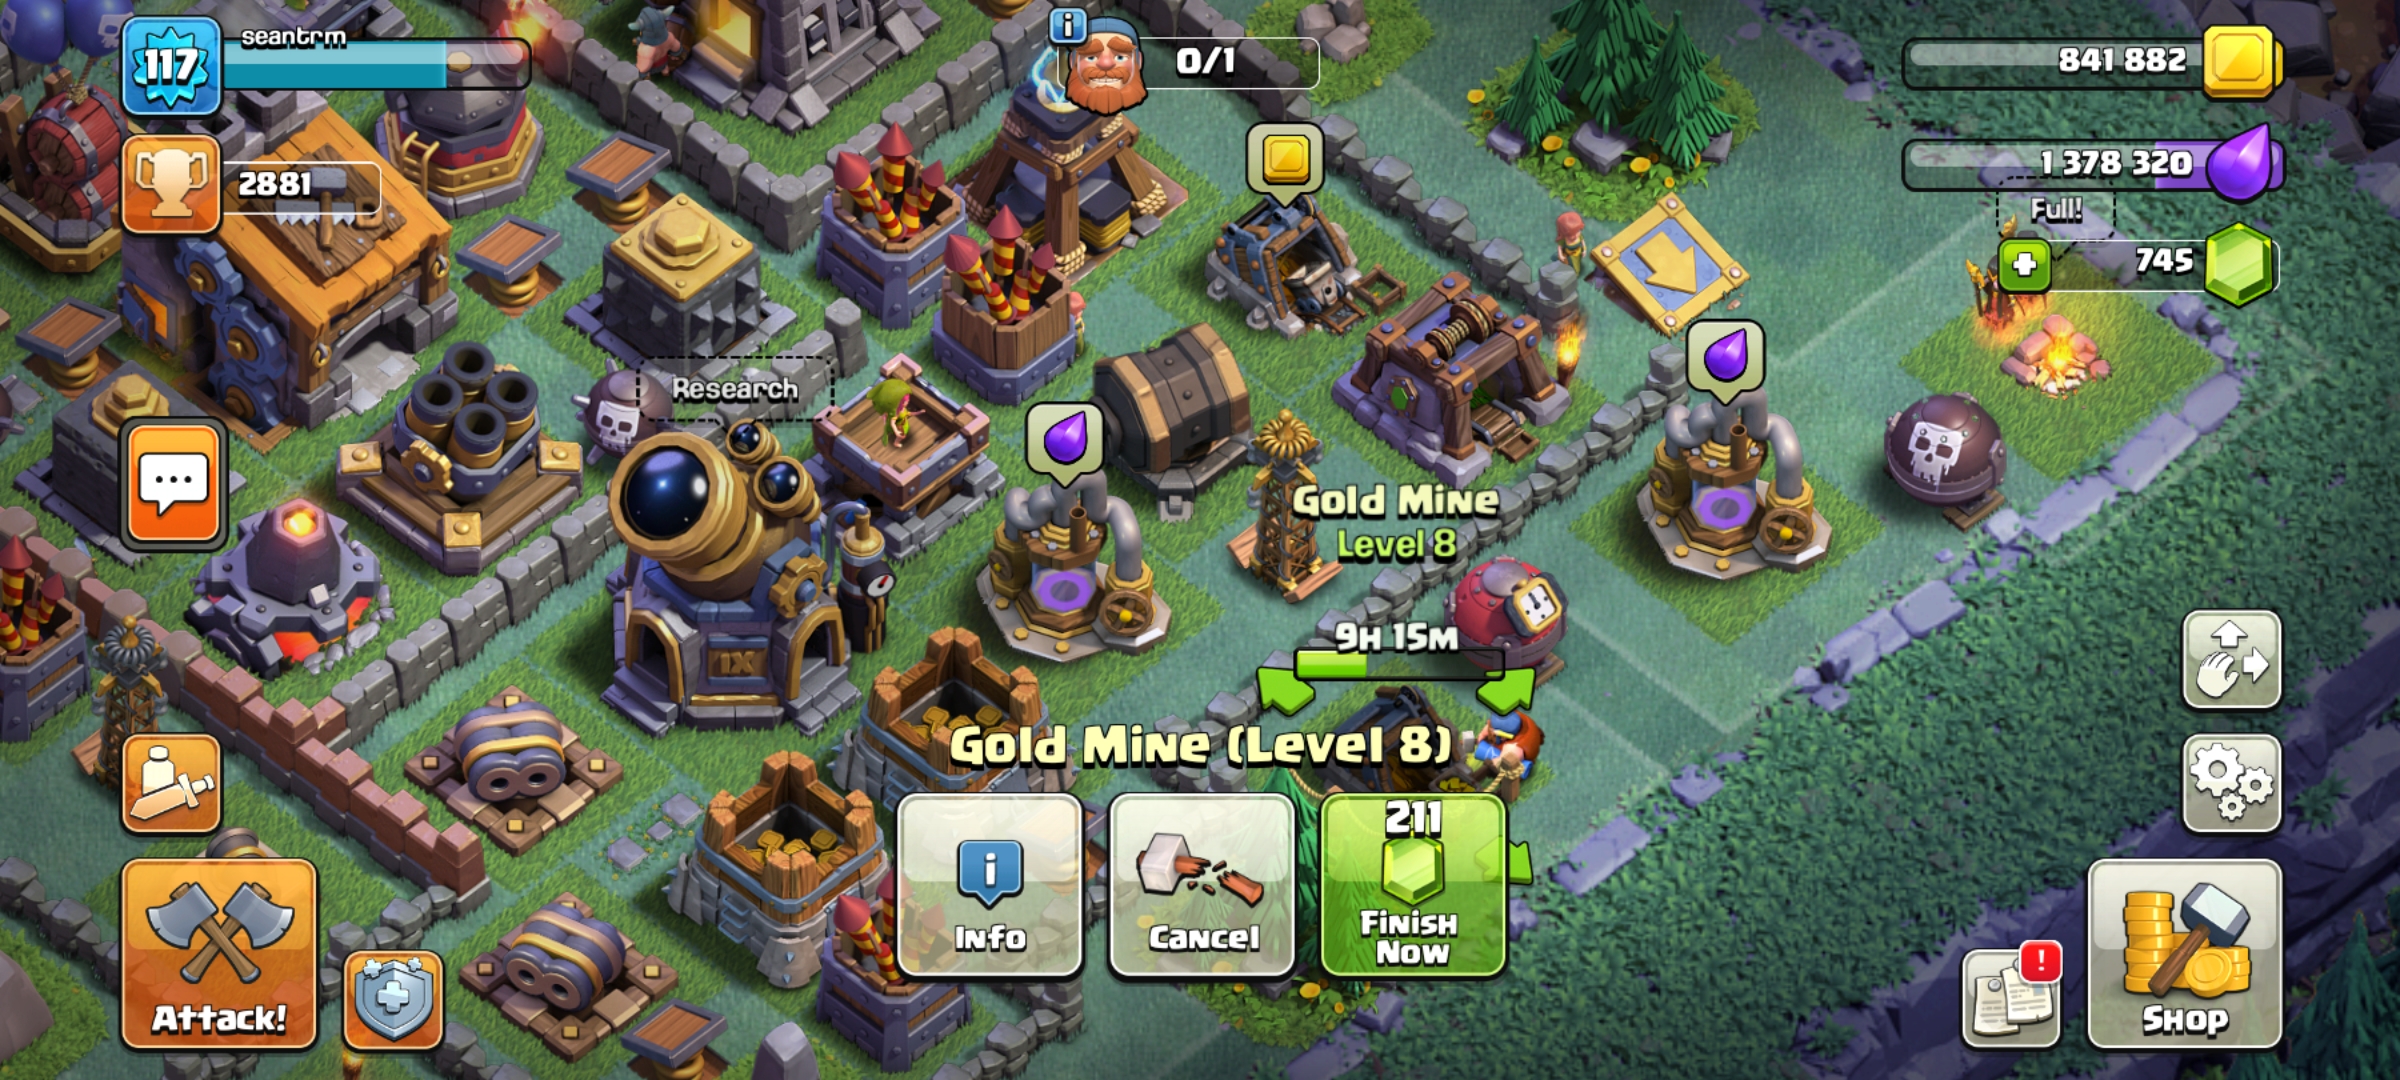 117
seantrm
0/1
841 882
2881
1 378 320
Full!
745
Research
Gold Mine
Level 8
IX
9H 15M
Gold Mine (Level 8)
Info
Cancel
211
Finish
Now
Attack!
!
Shop